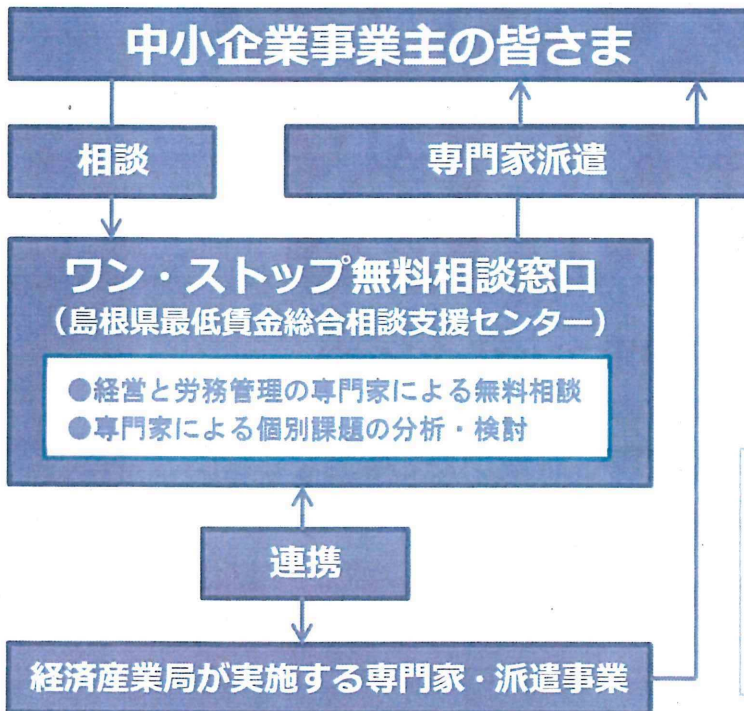 中小企業事業主の皆さま
相談
専門家派遣
ワン・ストップ無料相談窓口
(島根県最低賃金総合相談支援センター)
●経営と労務管理の専門家による無料相談
●専門家による個別課題の分析・検討
連携
経済産業局が実施する専門家・派遣事業